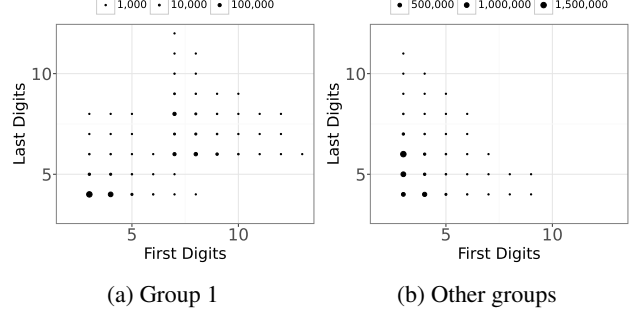 1,000 10,000 100,000
500,000 1,000,000 1,500,000
10
5
Last Digits
5 10
First Digits
10
5
Last Digits
5 10
First Digits
(a) Group 1
(b) Other groups